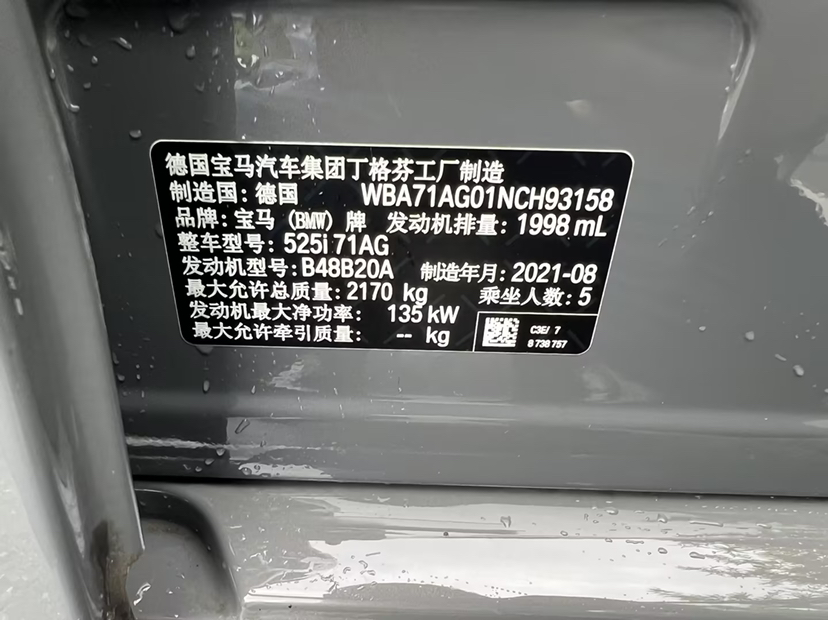 德国宝马汽车集团丁格芬工厂制造
制造国: 德国 WBA71AG01NCH93158
品牌: 宝马 (BMW) 牌 发动机排量: 1998 mL
整车型号: 525i 71AG
发动机型号: B48B20A 制造年月: 2021-08
最大允许总质量: 2170 kg 乘坐人数: 5
发动机最大净功率: 135 kW
最大允许牵引质量: -- kg
C3E/ 7
8 738 757